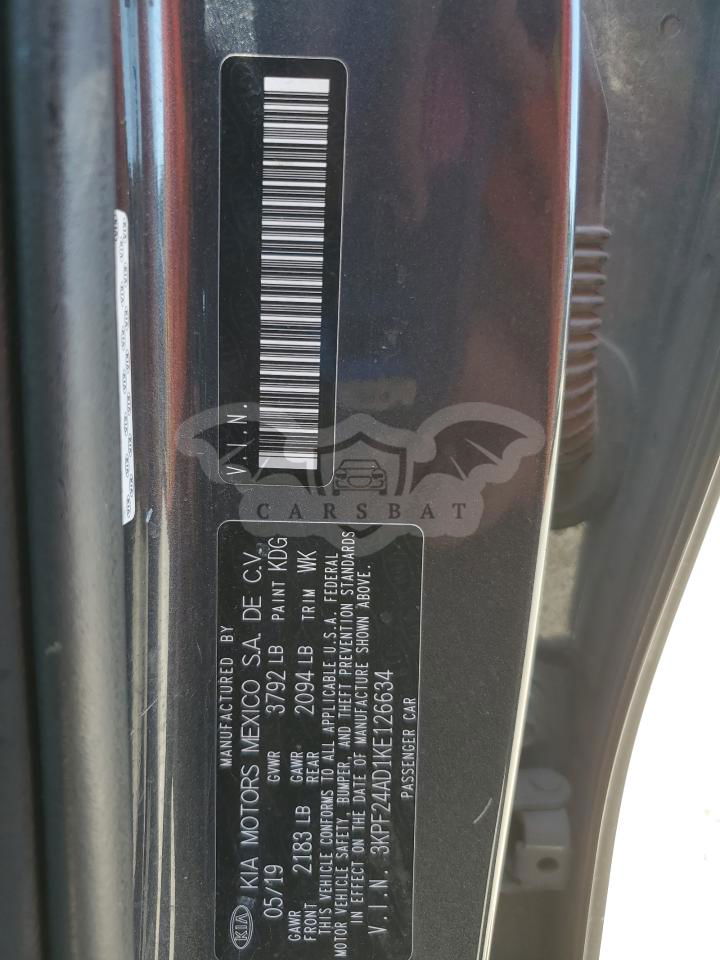 V.I.N.
MANUFACTURED BY
KIA KIA MOTORS MEXICO S.A. DE C.V.
05/19 GVWR 3792 LB PAINT KDG
GAWR FRONT 2183 LB GAWR REAR 2094 LB TRIM WK
THIS VEHICLE CONFORMS TO ALL APPLICABLE U.S.A. FEDERAL
MOTOR VEHICLE SAFETY, BUMPER, AND THEFT PREVENTION STANDARDS
IN EFFECT ON THE DATE OF MANUFACTURE SHOWN ABOVE.
V.I.N. 3KPF24AD1KE126634
PASSENGER CAR
CARSBAT